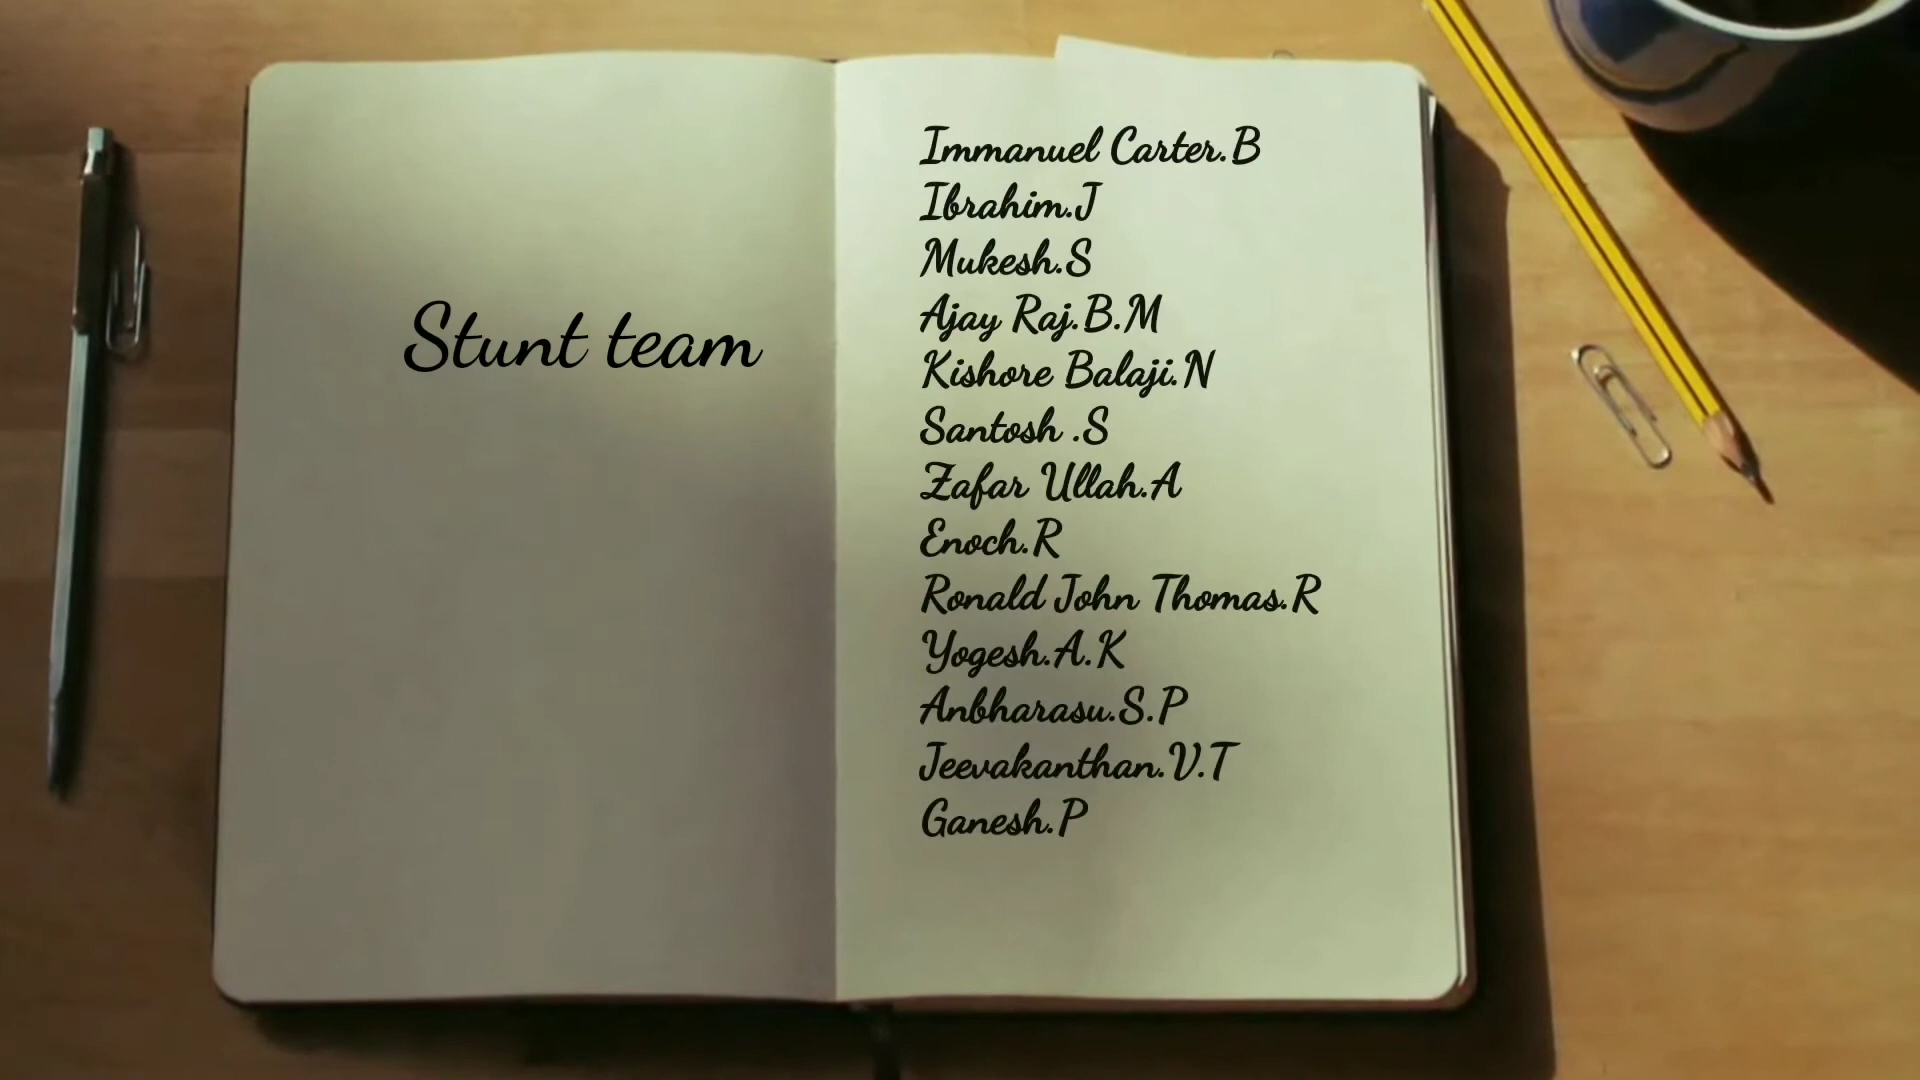 Stunt team
Immanuel Carter.B
Ibrahim.J
Mukesh.S
Ajay Raj.B.M
Kishore Balaji.N
Santosh .S
Zafar Ullah.A
Enoch.R
Ronald John Thomas.R
Yogesh.A.K
Anbharasu.S.P
Jeevakanthan.V.T
Ganesh.P